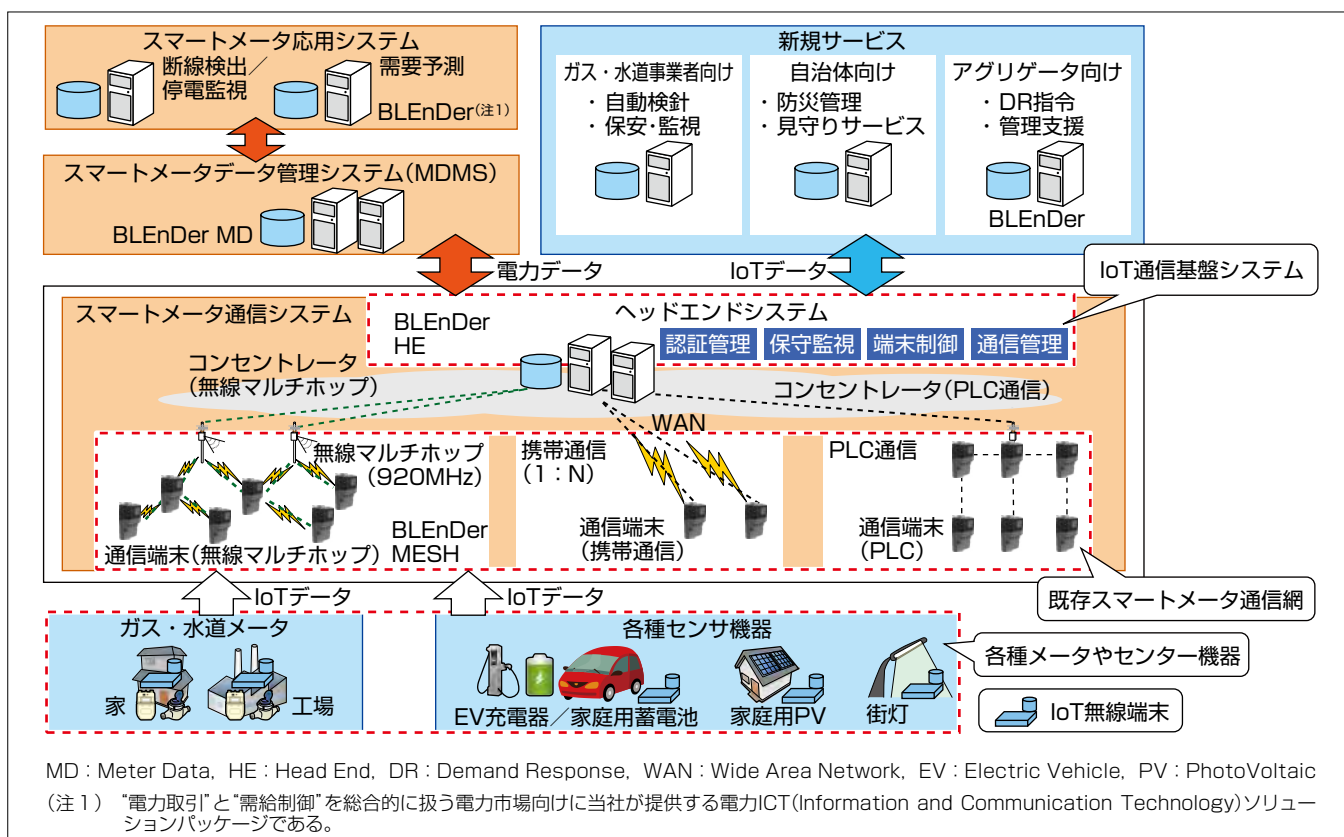 スマートメータ応用システム
断線検出／
停電監視
需要予測
BLEnDer(注1)
スマートメータデータ管理システム(MDMS)
BLEnDer MD
新規サービス
ガス・水道事業者向け
・自動検針
・保安・監視
自治体向け
・防災管理
・見守りサービス
アグリゲータ向け
・DR指令
・管理支援
BLEnDer
電力データ
IoTデータ
IoT通信基盤システム
スマートメータ通信システム
BLEnDer
HE
ヘッドエンドシステム
認証管理 保守監視 端末制御 通信管理
コンセントレータ
(無線マルチホップ)
コンセントレータ(PLC通信)
WAN
無線マルチホップ
(920MHz)
BLEnDer
MESH
通信端末(無線マルチホップ)
携帯通信
(1：N)
通信端末
(携帯通信)
PLC通信
通信端末
(PLC)
既存スマートメータ通信網
IoTデータ
IoTデータ
ガス・水道メータ
家
工場
各種センサ機器
EV充電器／家庭用蓄電池
家庭用PV
街灯
各種メータやセンター機器
IoT無線端末
MD：Meter Data, HE：Head End, DR：Demand Response, WAN：Wide Area Network, EV：Electric Vehicle, PV：PhotoVoltaic
(注1) “電力取引”と“需給制御”を総合的に扱う電力市場向けに当社が提供する電力ICT(Information and Communication Technology)ソリュー
ションパッケージである。